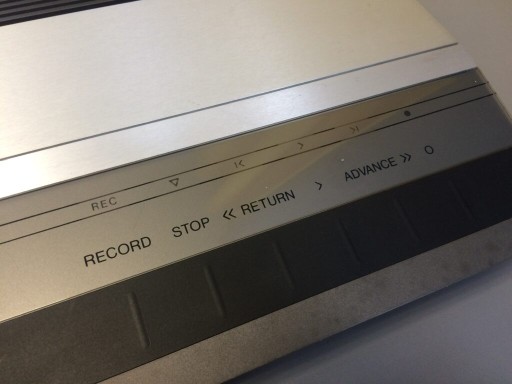 REC
RECORD STOP << RETURN > ADVANCE >> O